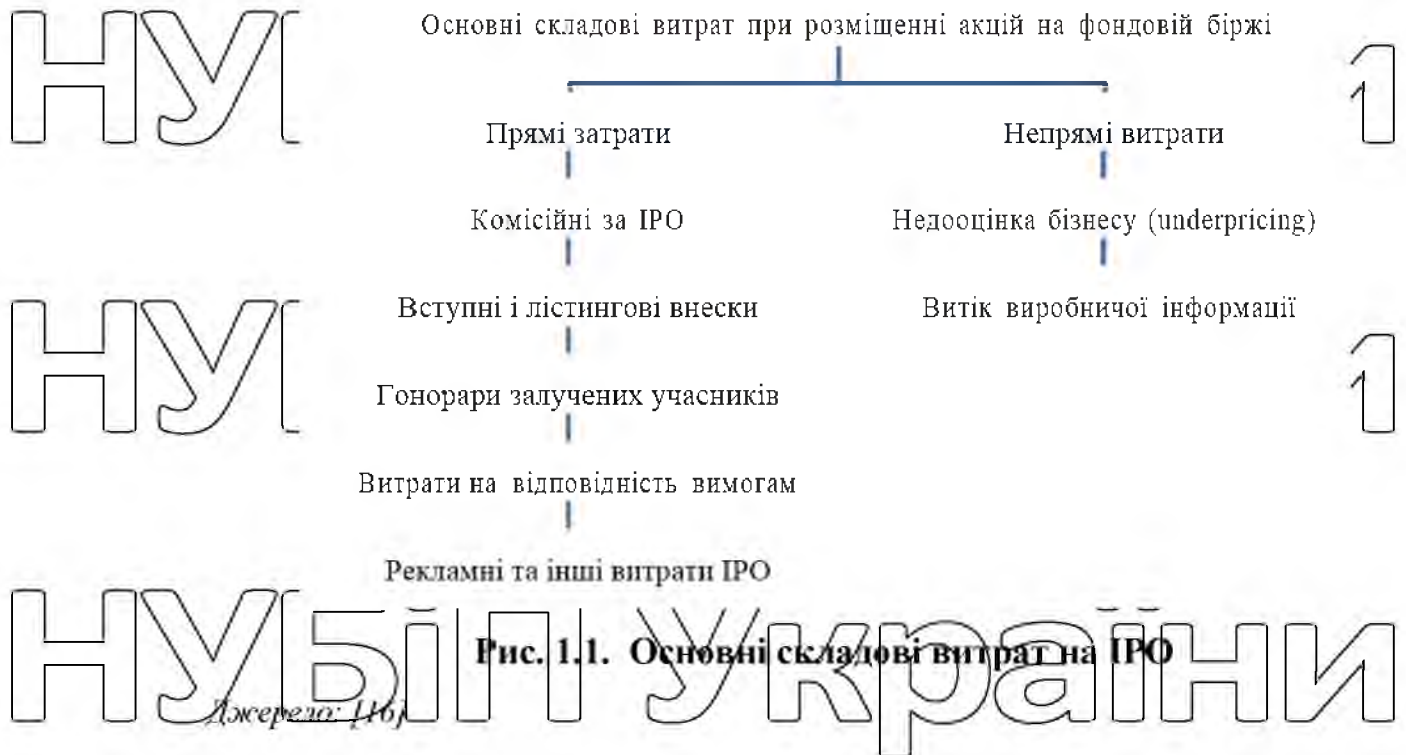 Основні складові витрат при розміщенні акцій на фондовій біржі
Прямі затрати Непрямі витрати
Комісійні за IPO Недооцінка бізнесу (underpricing)
Вступні і лістингові внески Витік виробничої інформації
Гонорари залучених учасників
Витрати на відповідність вимогам
Рекламні та інші витрати IPO
НУБіП України
Рис. 1.1. Основні складові витрат на IPO
Джерело: [16]